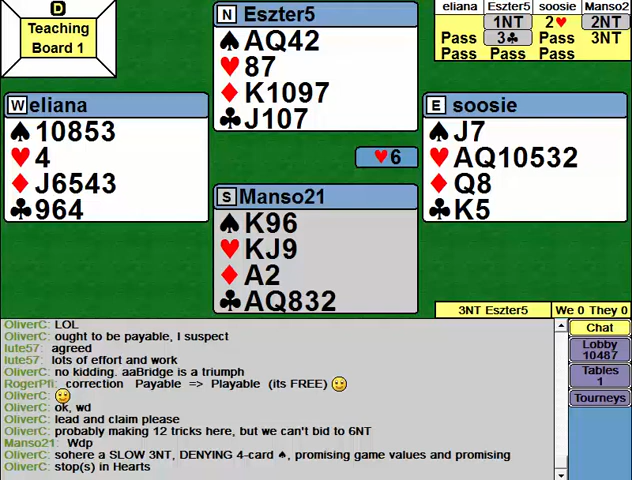 D
Teaching
Board 1
N Eszter5
♠AQ42
♥87
♦K1097
♣J107
eliana Eszter5 soosie Manso2
1NT 2♥ 2NT
Pass 3♣ Pass 3NT
Pass Pass Pass
W eliana
♠10853
♥4
♦J6543
♣964
♥6
E soosie
♠J7
♥AQ10532
♦Q8
♣K5
S Manso21
♠K96
♥KJ9
♦A2
♣AQ832
3NT Eszter5 We 0 They 0
OliverC: LOL
OliverC: ought to be payable, I suspect
lute57: agreed
lute57: lots of effort and work
OliverC: no kidding. aaBridge is a triumph
RogerPfi: correction Payable => Playable (its FREE)
OliverC:
OliverC: ok, wd
OliverC: lead and claim please
OliverC: probably making 12 tricks here, but we can't bid to 6NT
Manso21: Wdp
OliverC: sohere a SLOW 3NT, DENYING 4-card ♠, promising game values and promising
OliverC: stop(s) in Hearts
Chat
Lobby
10487
Tables
1
Tourneys